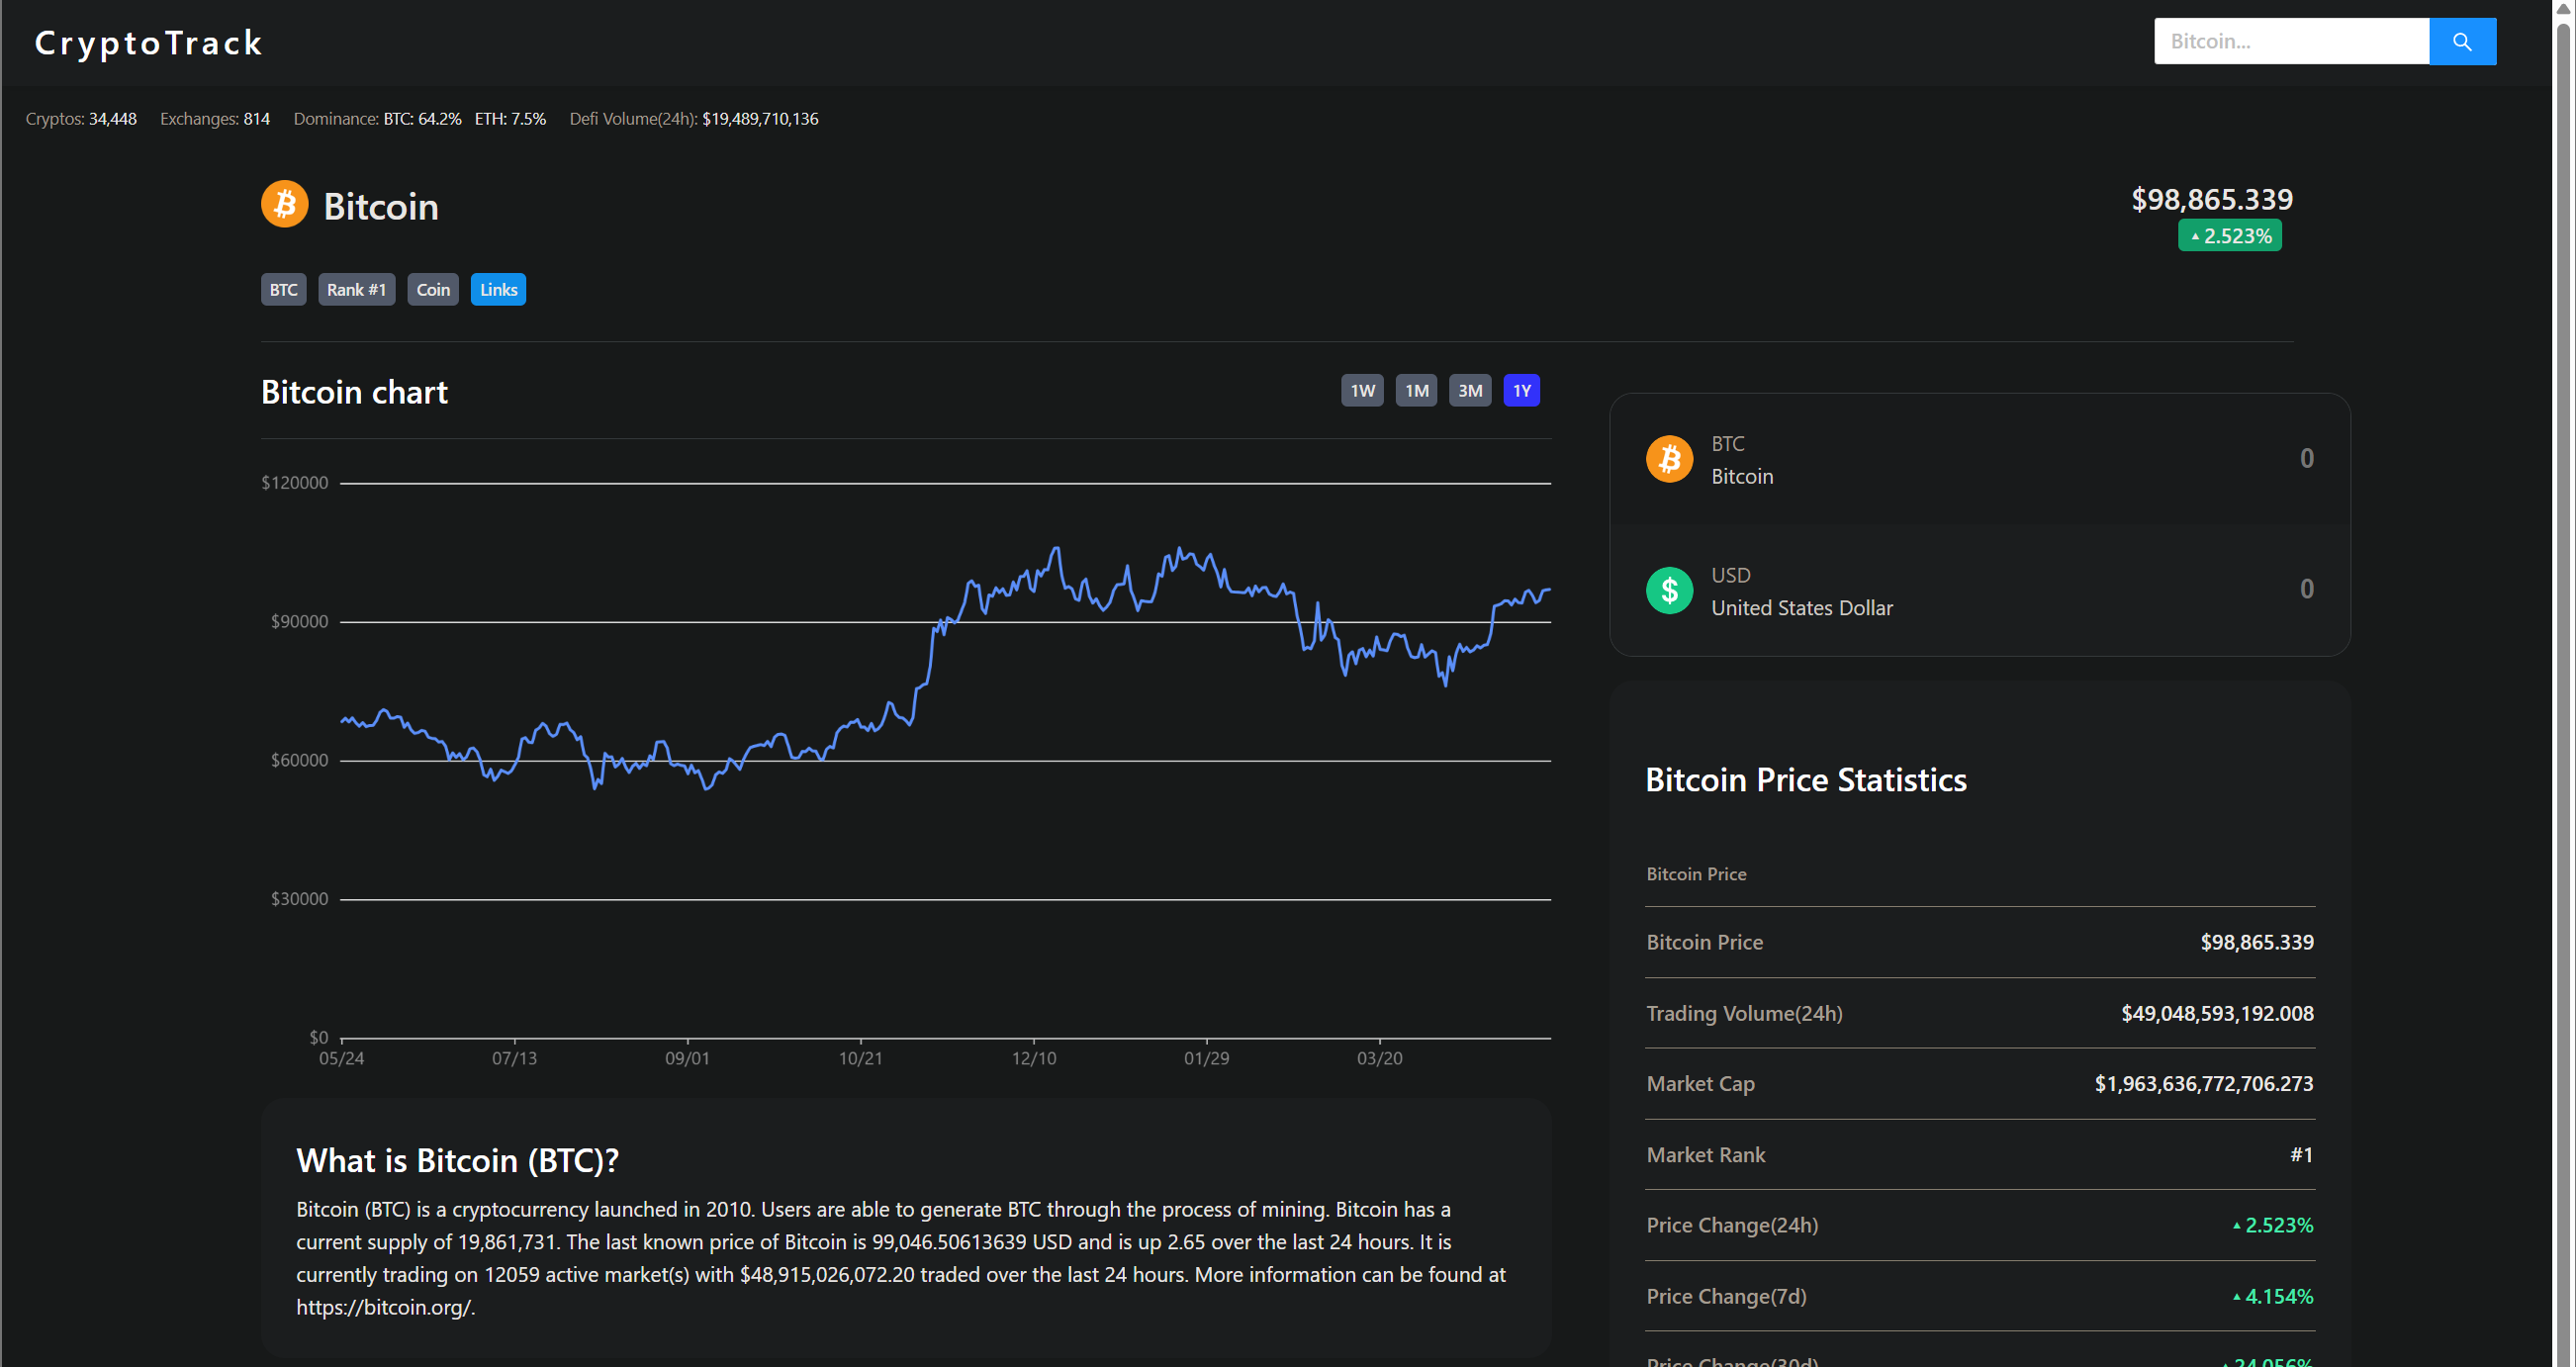 CryptoTrack
Bitcoin...
Cryptos: 34,448 Exchanges: 814 Dominance: BTC: 64.2% ETH: 7.5% Defi Volume(24h): $19,489,710,136
Bitcoin
$98,865.339
▲ 2.523%
BTC Rank #1 Coin Links
Bitcoin chart
1W 1M 3M 1Y
$120000
$90000
$60000
$30000
$0
05/24 07/13 09/01 10/21 12/10 01/29 03/20
What is Bitcoin (BTC)?
Bitcoin (BTC) is a cryptocurrency launched in 2010. Users are able to generate BTC through the process of mining. Bitcoin has a
current supply of 19,861,731. The last known price of Bitcoin is 99,046.50613639 USD and is up 2.65 over the last 24 hours. It is
currently trading on 12059 active market(s) with $48,915,026,072.20 traded over the last 24 hours. More information can be found at
https://bitcoin.org/.
BTC
Bitcoin
0
USD
United States Dollar
0
Bitcoin Price Statistics
Bitcoin Price
Bitcoin Price $98,865.339
Trading Volume(24h) $49,048,593,192.008
Market Cap $1,963,636,772,706.273
Market Rank #1
Price Change(24h) ▲ 2.523%
Price Change(7d) ▲ 4.154%
Price Change(30d) ▲ 24.056%